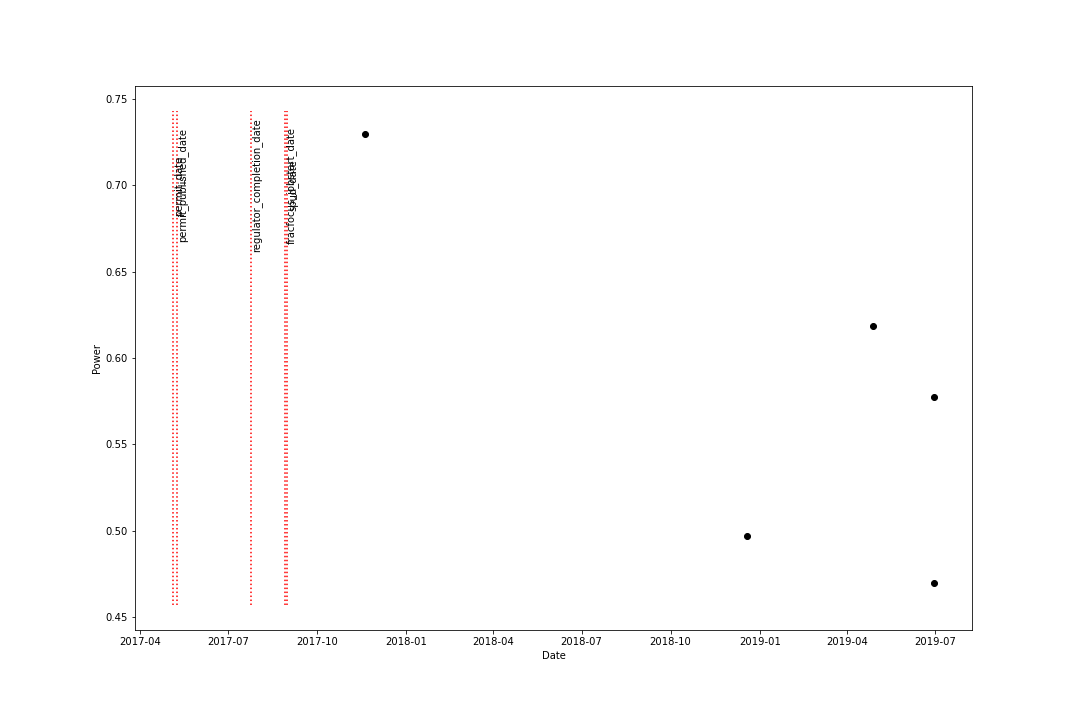 0.75
0.70
0.65
0.60
0.55
0.50
0.45
Power
permit_date
permit_published_date
regulator_completion_date
spud_date
2017-04
2017-07
2017-10
2018-01
2018-04
2018-07
2018-10
2019-01
2019-04
2019-07
Date